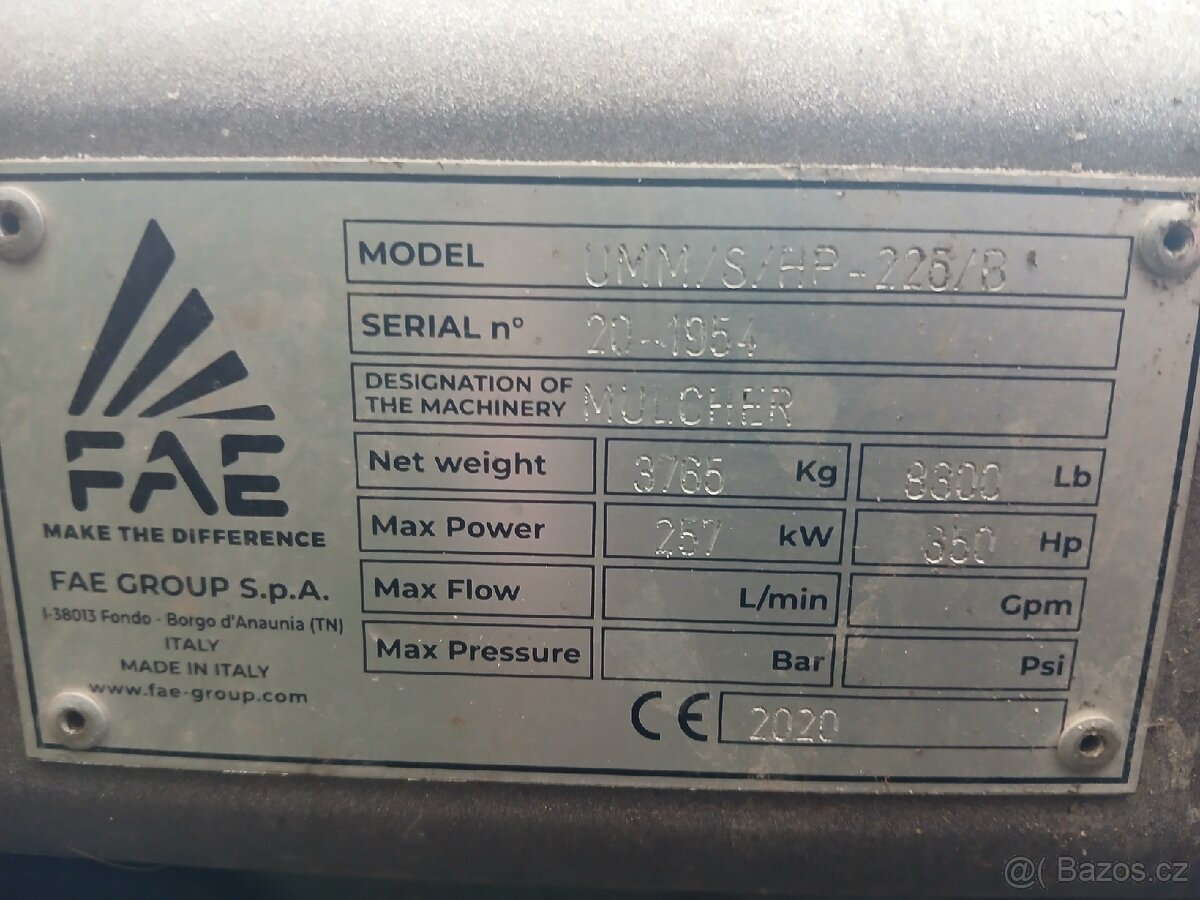 MODEL UMM/S/HP-225/B
SERIAL n° 20-1954
DESIGNATION OF
THE MACHINERY MULCHER
Net weight 3765 Kg 8300 Lb
Max Power 257 kW 350 Hp
Max Flow L/min Gpm
Max Pressure Bar Psi
CE 2020
FAE
MAKE THE DIFFERENCE
FAE GROUP S.p.A.
I-38013 Fondo - Borgo d'Anaunia (TN)
ITALY
MADE IN ITALY
www.fae-group.com
@( Bazos.cz